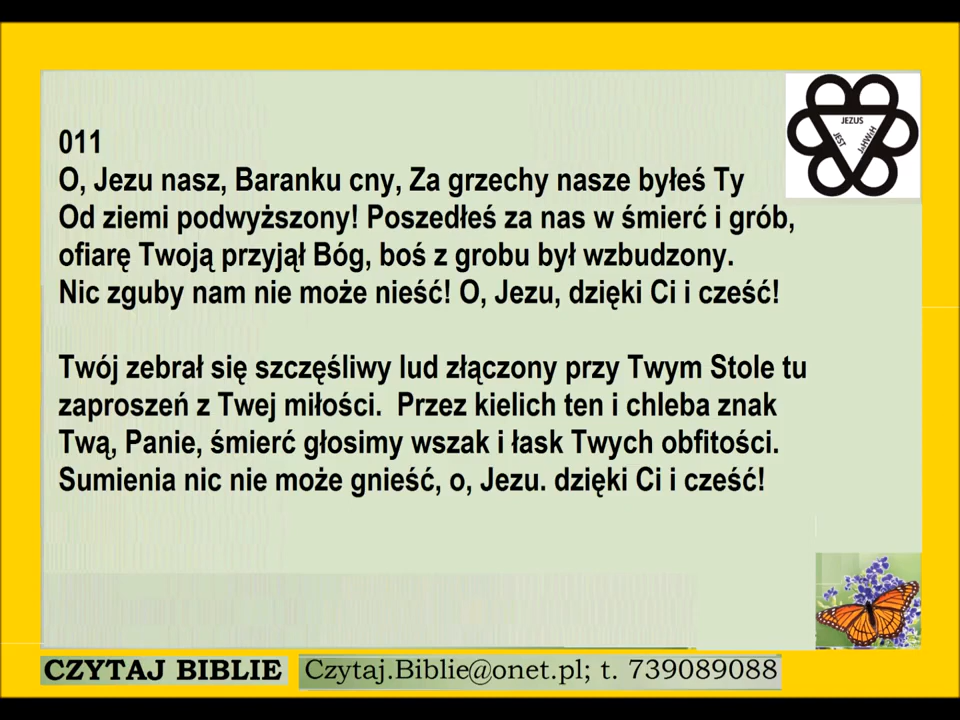 011
O, Jezu nasz, Baranku cny, Za grzechy nasze byłeś Ty
Od ziemi podwyższony! Poszedłeś za nas w śmierć i grób,
ofiarę Twoją przyjął Bóg, boś z grobu był wzbudzony.
Nic zguby nam nie może nieść! O, Jezu, dzięki Ci i cześć!
Twój zebrał się szczęśliwy lud złączony przy Twym Stole tu
zaproszeń z Twej miłości. Przez kielich ten i chleba znak
Twą, Panie, śmierć głosimy wszak i łask Twych obfitości.
Sumienia nic nie może gnieść, o, Jezu. dzięki Ci i cześć!
JEZUS
JEST
JaHWeH
CZYTAJ BIBLIE
Czytaj.Biblie@onet.pl; t. 739089088